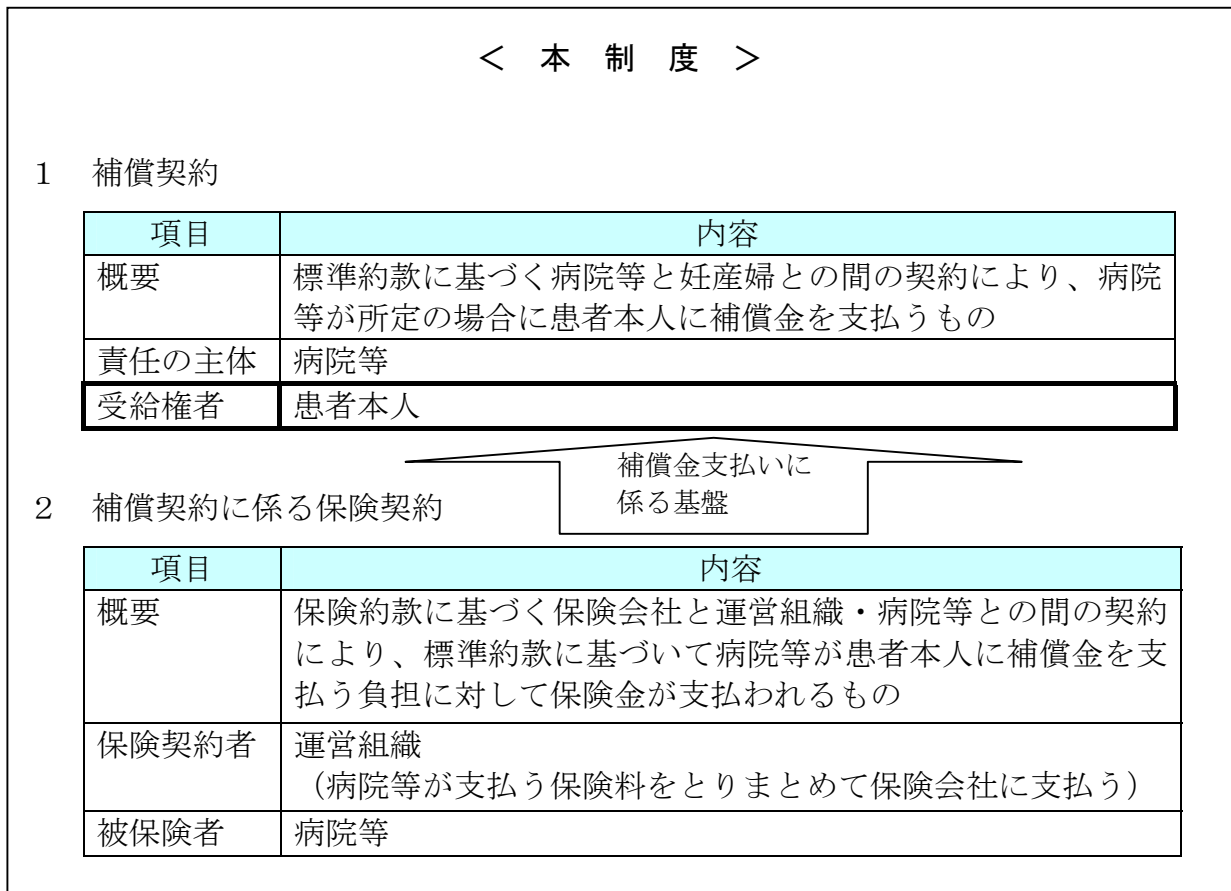 ＜ 本 制 度 ＞
１ 補償契約
項目 内容
概要 標準約款に基づく病院等と妊産婦との間の契約により、病院
等が所定の場合に患者本人に補償金を支払うもの
責任の主体 病院等
受給権者 患者本人
補償金支払いに
係る基盤
２ 補償契約に係る保険契約
項目 内容
概要 保険約款に基づく保険会社と運営組織・病院等との間の契約
により、標準約款に基づいて病院等が患者本人に補償金を支
払う負担に対して保険金が支払われるもの
保険契約者 運営組織
（病院等が支払う保険料をとりまとめて保険会社に支払う）
被保険者 病院等